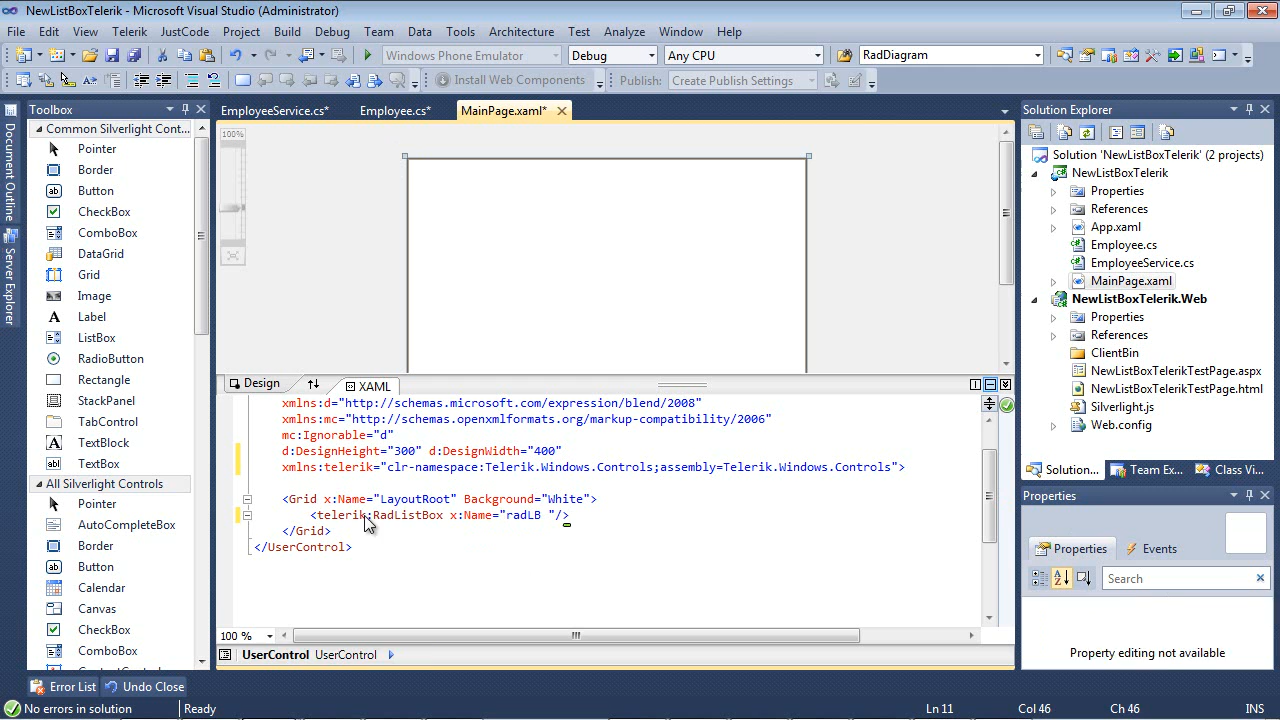 NewListBoxTelerik - Microsoft Visual Studio (Administrator)
File Edit View Telerik JustCode Project Build Debug Team Data Tools Architecture Test Analyze Window Help
Windows Phone Emulator Debug Any CPU RadDiagram
Install Web Components Publish: Create Publish Settings
Document Outline
Server Explorer
Toolbox
Common Silverlight Cont...
Pointer
Border
Button
CheckBox
ComboBox
DataGrid
Grid
Image
Label
ListBox
RadioButton
Rectangle
StackPanel
TabControl
TextBlock
TextBox
All Silverlight Controls
Pointer
AutoCompleteBox
Border
Button
Calendar
Canvas
CheckBox
ComboBox
EmployeeService.cs* Employee.cs* MainPage.xaml*
100%
Design XAML
xmlns:d="http://schemas.microsoft.com/expression/blend/2008"
xmlns:mc="http://schemas.openxmlformats.org/markup-compatibility/2006"
mc:Ignorable="d"
d:DesignHeight="300" d:DesignWidth="400"
xmlns:telerik="clr-namespace:Telerik.Windows.Controls;assembly=Telerik.Windows.Controls">
<Grid x:Name="LayoutRoot" Background="White">
<telerik:RadListBox x:Name="radLB "/>
</Grid>
</UserControl>
100 %
UserControl UserControl
Solution Explorer
Solution 'NewListBoxTelerik' (2 projects)
NewListBoxTelerik
Properties
References
App.xaml
Employee.cs
EmployeeService.cs
MainPage.xaml
NewListBoxTelerik.Web
Properties
References
ClientBin
NewListBoxTelerikTestPage.aspx
NewListBoxTelerikTestPage.html
Silverlight.js
Web.config
Solution... Team Ex... Class Vi...
Properties
Properties Events
Search
Property editing not available
Error List Undo Close
No errors in solution Ready Ln 11 Col 46 Ch 46 INS